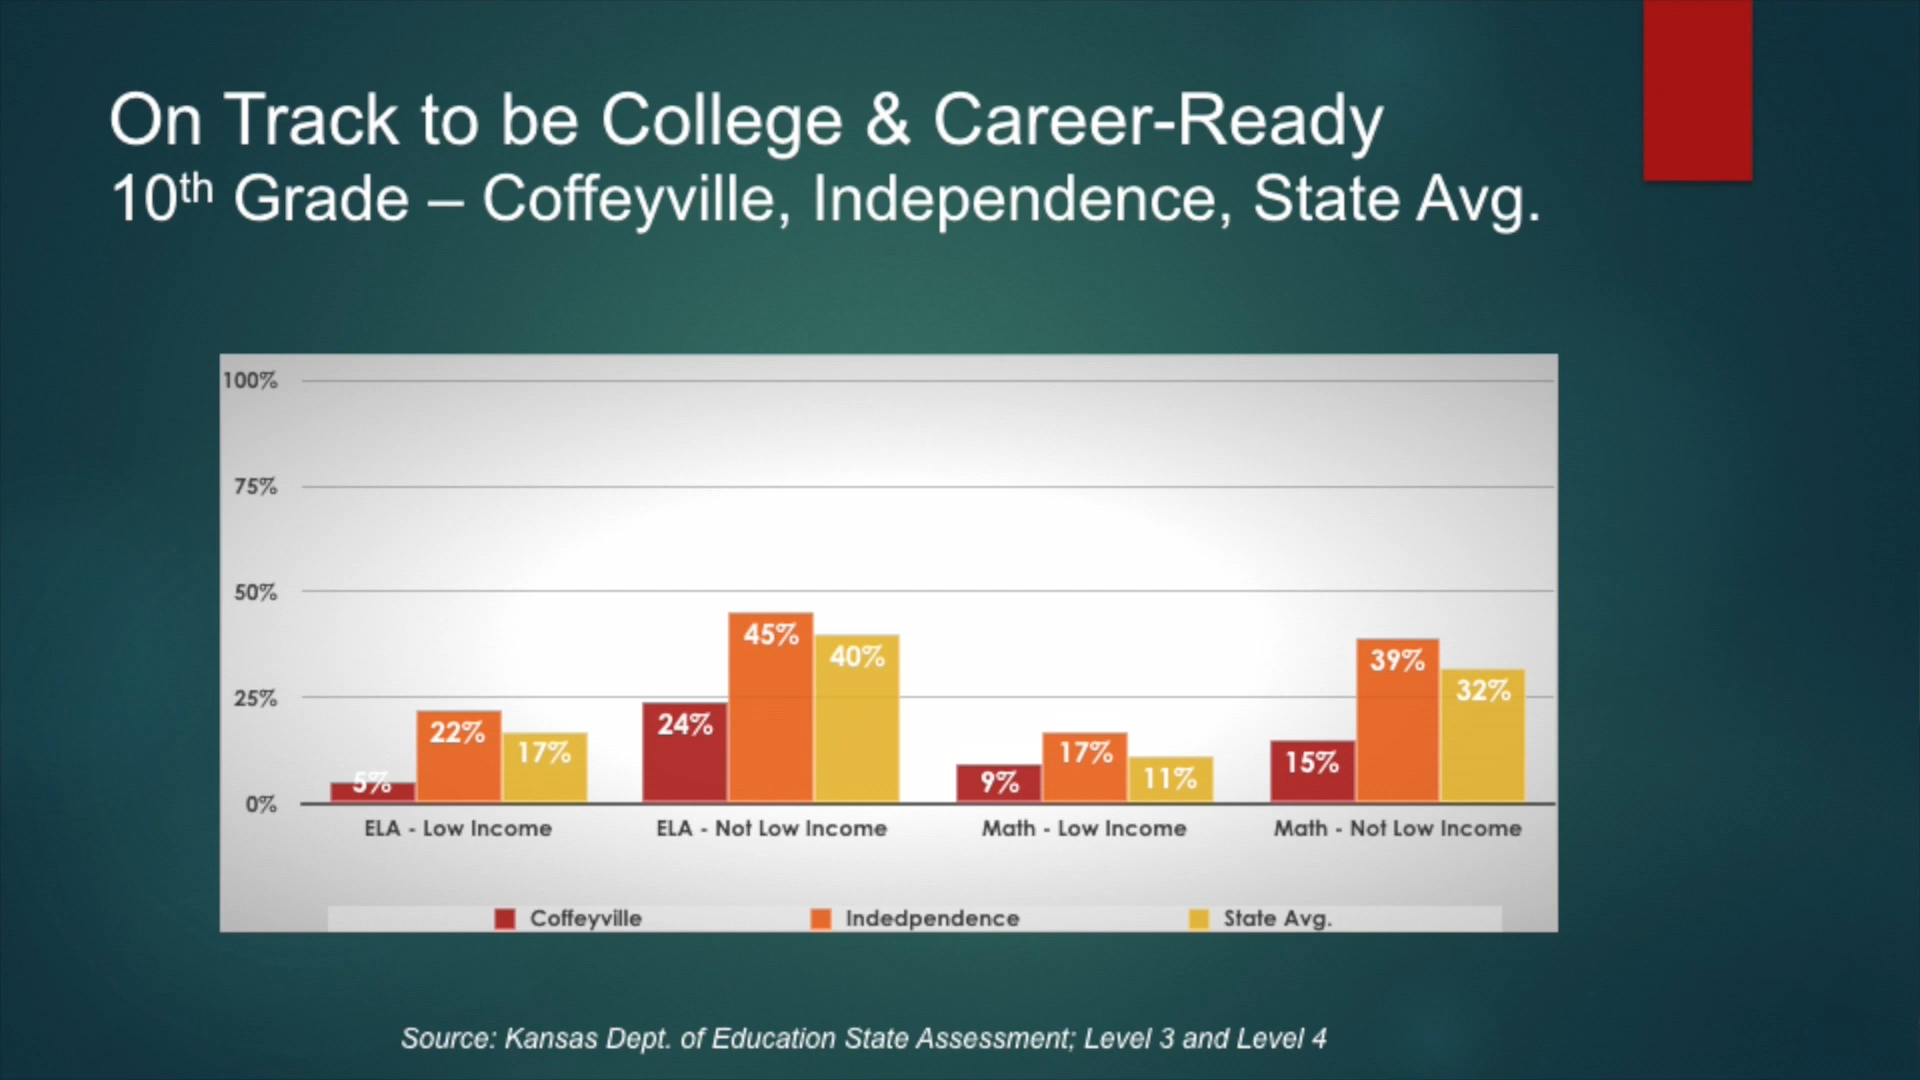 On Track to be College & Career-Ready
10th Grade – Coffeyville, Independence, State Avg.
100%
75%
50%
25%
0%
5%
22%
17%
24%
45%
40%
9%
17%
11%
15%
39%
32%
ELA - Low Income
ELA - Not Low Income
Math - Low Income
Math - Not Low Income
Coffeyville
Indedpendence
State Avg.
Source: Kansas Dept. of Education State Assessment; Level 3 and Level 4